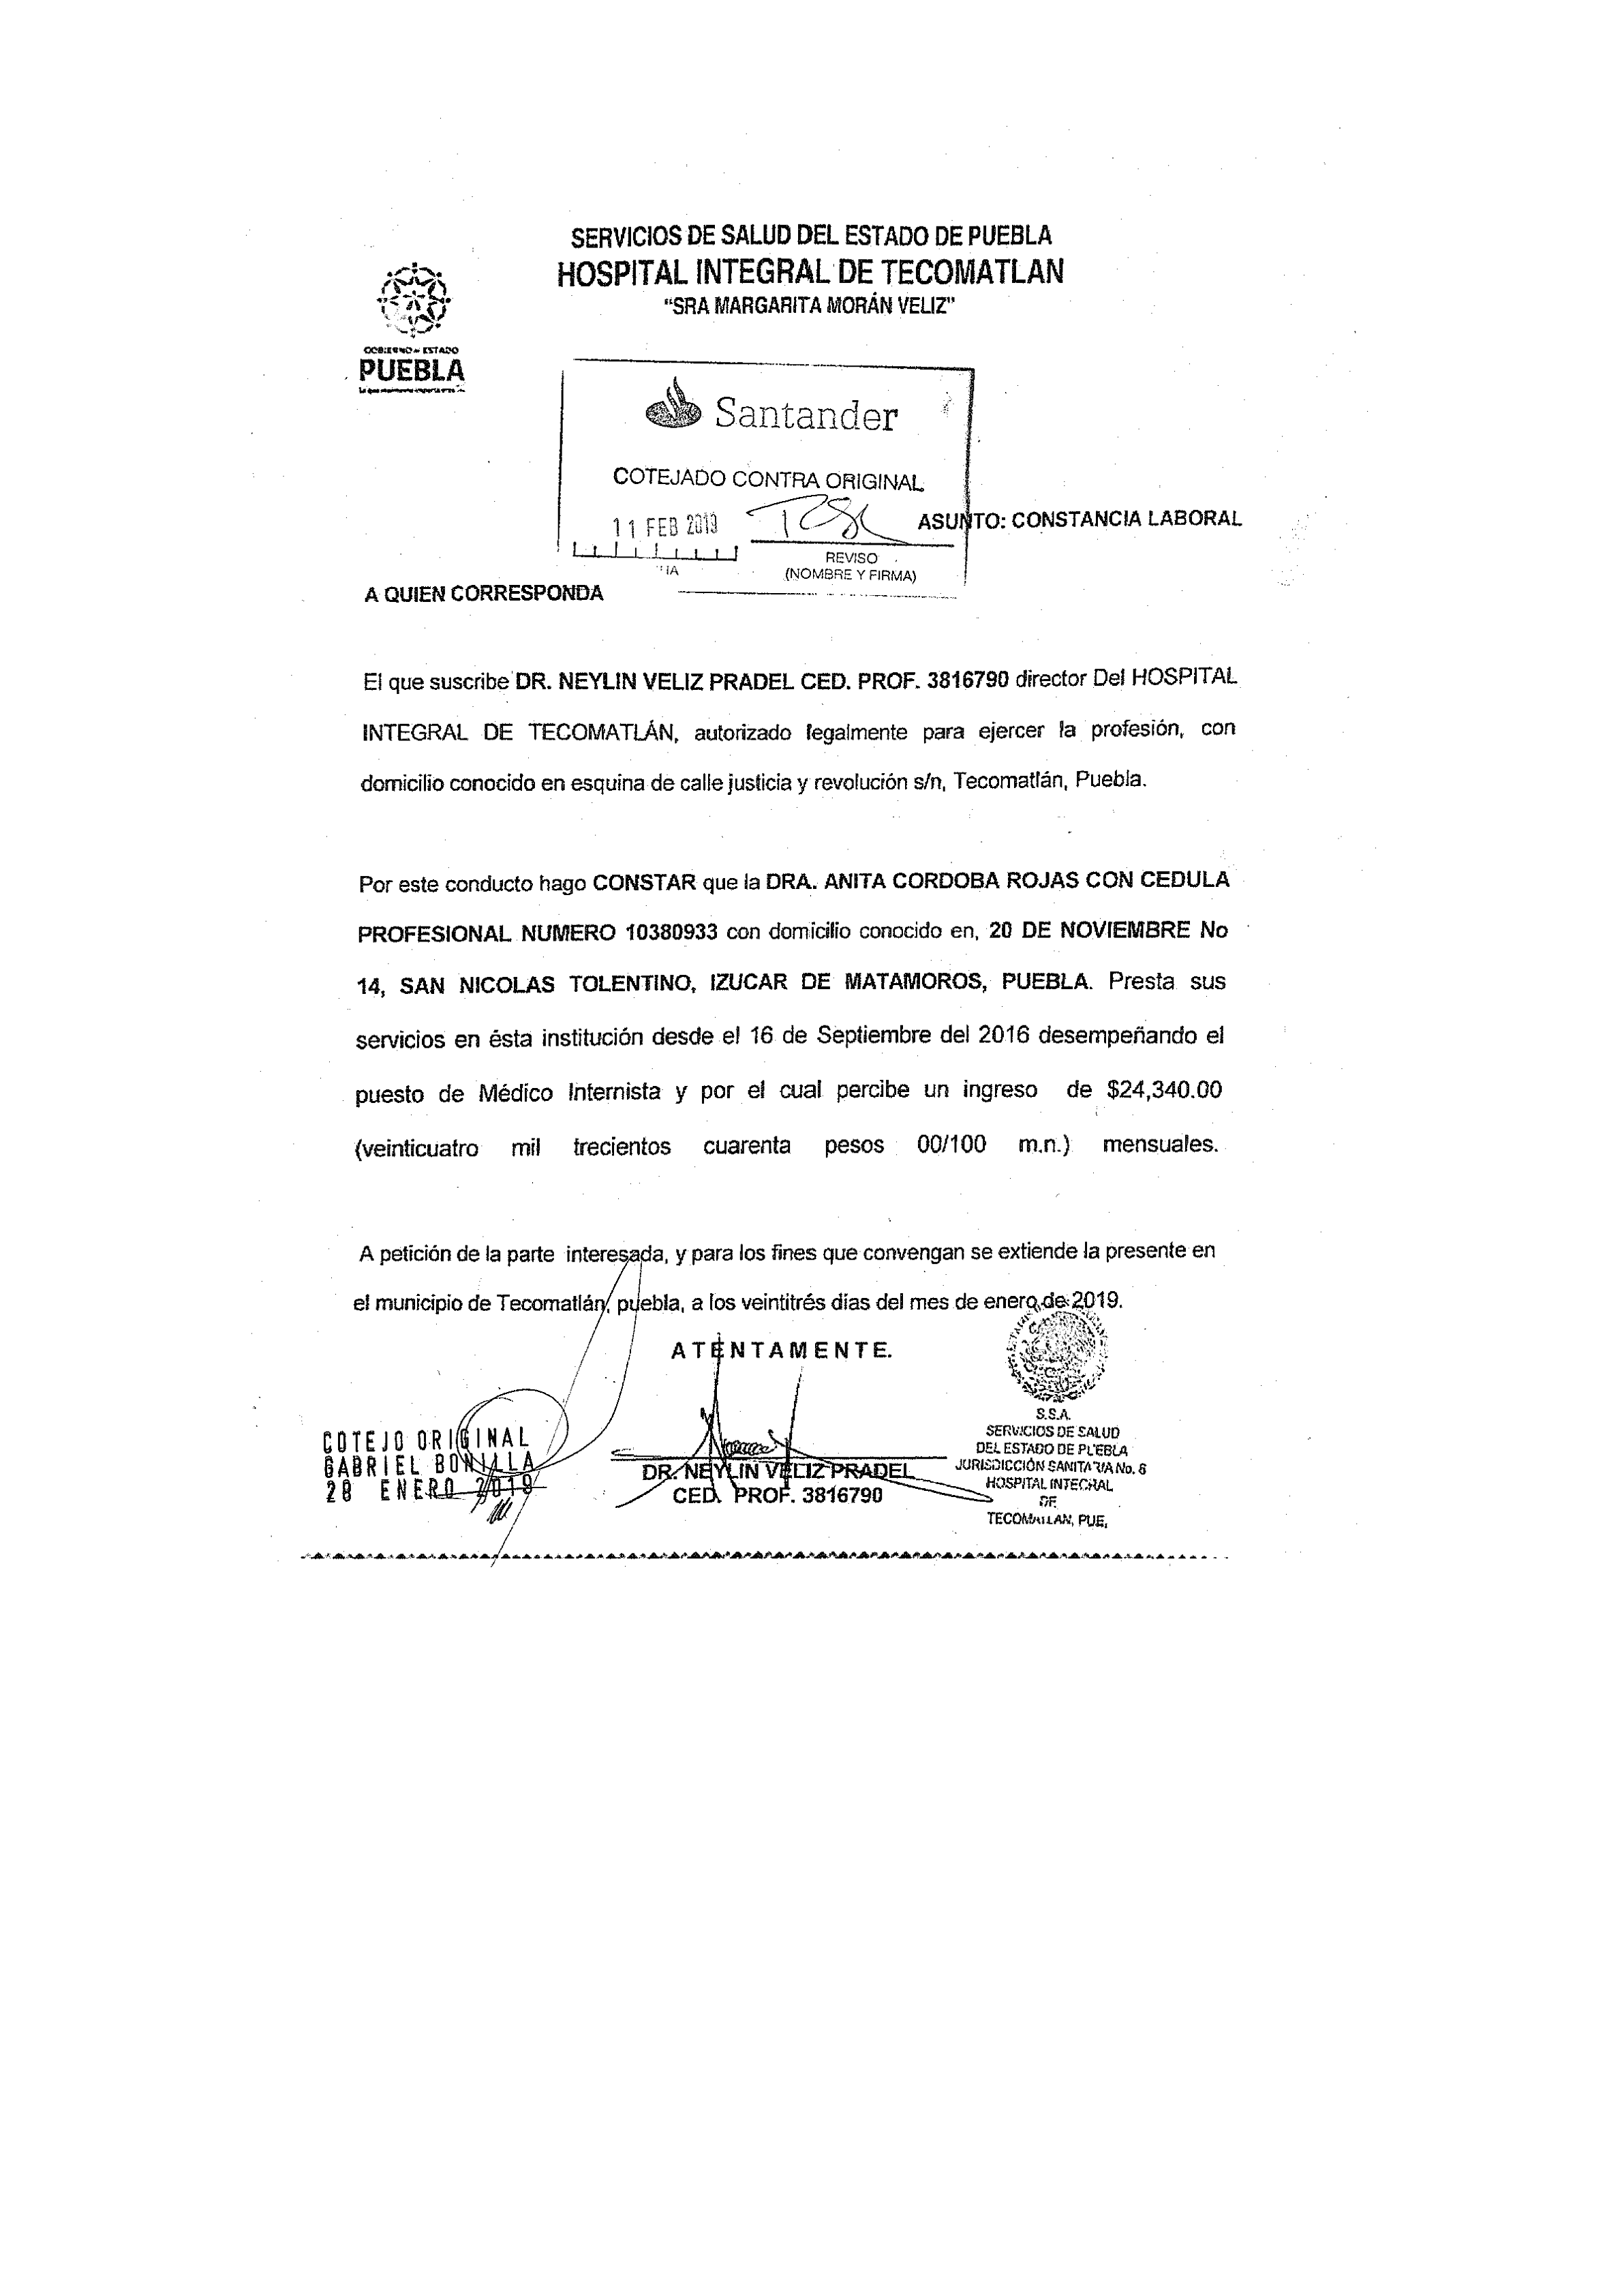 SERVICIOS DE SALUD DEL ESTADO DE PUEBLA
HOSPITAL INTEGRAL DE TECOMATLAN
“SRA MARGARITA MORÁN VELIZ”
GOBIERNO DE ESTADO
PUEBLA
Santander
COTEJADO CONTRA ORIGINAL
11 FEB 2019
ASUNTO: CONSTANCIA LABORAL
REVISO
(NOMBRE Y FIRMA)
A QUIEN CORRESPONDA
El que suscribe DR. NEYLIN VELIZ PRADEL CED. PROF. 3816790 director Del HOSPITAL
INTEGRAL DE TECOMATLÁN, autorizado legalmente para ejercer la profesión, con
domicilio conocido en esquina de calle justicia y revolución s/n, Tecomatlán, Puebla.
Por este conducto hago CONSTAR que la DRA. ANITA CORDOBA ROJAS CON CEDULA
PROFESIONAL NUMERO 10380933 con domicilio conocido en, 20 DE NOVIEMBRE No
14, SAN NICOLAS TOLENTINO, IZUCAR DE MATAMOROS, PUEBLA. Presta sus
servicios en ésta institución desde el 16 de Septiembre del 2016 desempeñando el
puesto de Médico Internista y por el cual percibe un ingreso de $24,340.00
(veinticuatro mil trecientos cuarenta pesos 00/100 m.n.) mensuales.
A petición de la parte interesada, y para los fines que convengan se extiende la presente en
el municipio de Tecomatlán, puebla, a los veintitrés días del mes de enero de 2019.
ATENTAMENTE.
COTEJO ORIGINAL
GABRIEL BONILLA
28 ENERO 2019
DR. NEYLIN VELIZ PRADEL
CED. PROF. 3816790
S.S.A.
SERVICIOS DE SALUD
DEL ESTADO DE PUEBLA
JURISDICCIÓN SANITARIA No. 6
HOSPITAL INTEGRAL
DE
TECOMATLAN, PUE.